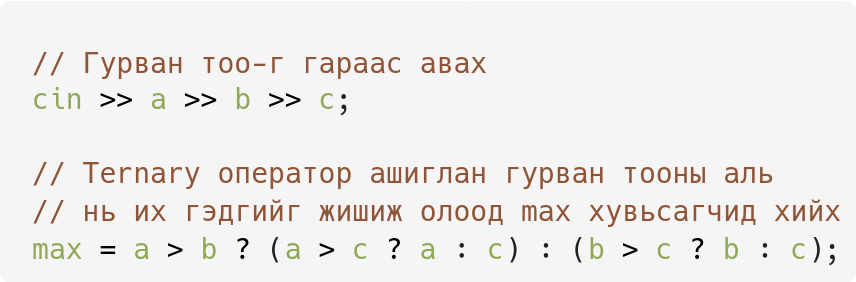 // Гурван тоо-г гараас авах
cin >> a >> b >> c;
// Ternary оператор ашиглан гурван тооны аль
// нь их гэдгийг жишиж олоод max хувьсагчид хийх
max = a > b ? (a > c ? a : c) : (b > c ? b : c);